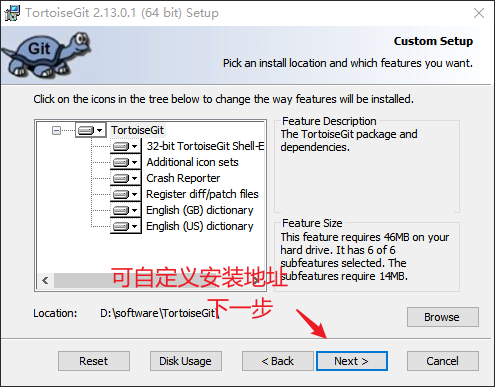 TortoiseGit 2.13.0.1 (64 bit) Setup
Git
Custom Setup
Pick an install location and which features you want.
Click on the icons in the tree below to change the way features will be installed.
TortoiseGit
32-bit TortoiseGit Shell-E
Additional icon sets
Crash Reporter
Register diff/patch files
English (GB) dictionary
English (US) dictionary
Feature Description
The TortoiseGit package and
dependencies.
Feature Size
This feature requires 46MB on your
hard drive. It has 6 of 6
subfeatures selected. The
subfeatures require 14MB.
可自定义安装地址
下一步
Location: D:\software\TortoiseGit\
Browse
Reset
Disk Usage
< Back
Next >
Cancel